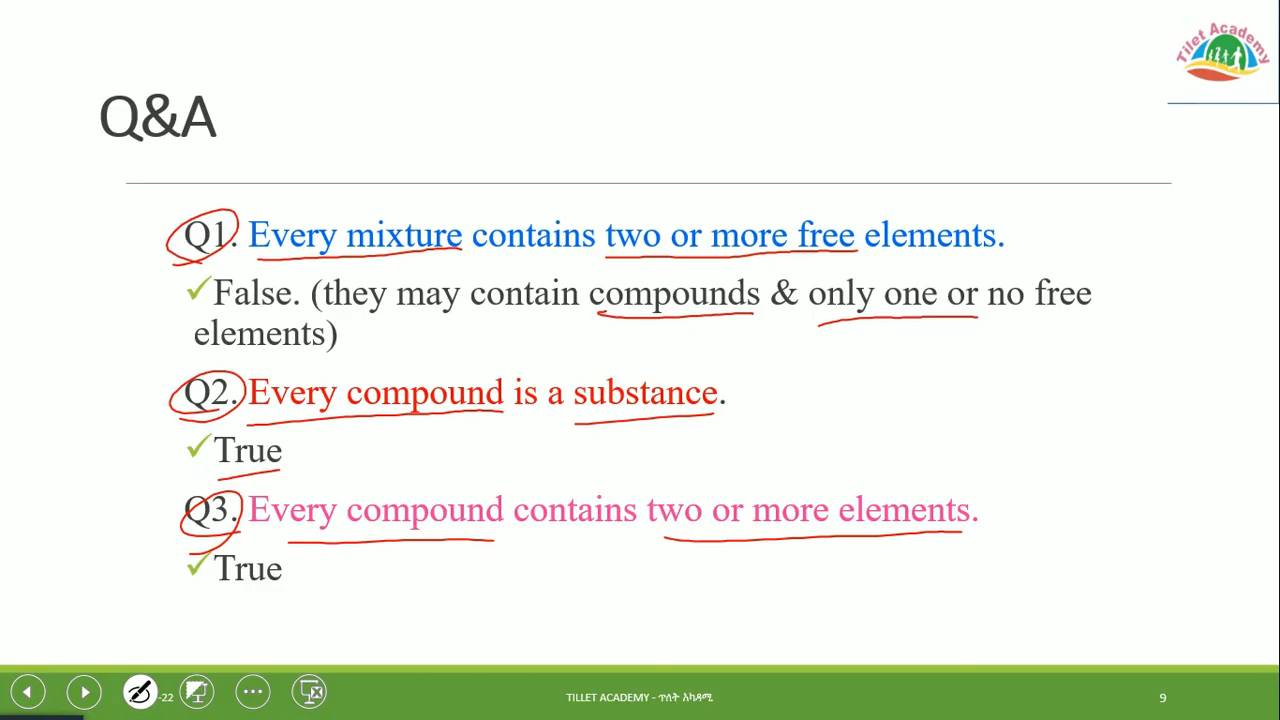 Tilet Academy
Q&A
Q1. Every mixture contains two or more free elements.
✓False. (they may contain compounds & only one or no free
elements)
Q2. Every compound is a substance.
✓True
Q3. Every compound contains two or more elements.
✓True
-22
TILLET ACADEMY - ጥለት አካዳሚ
9